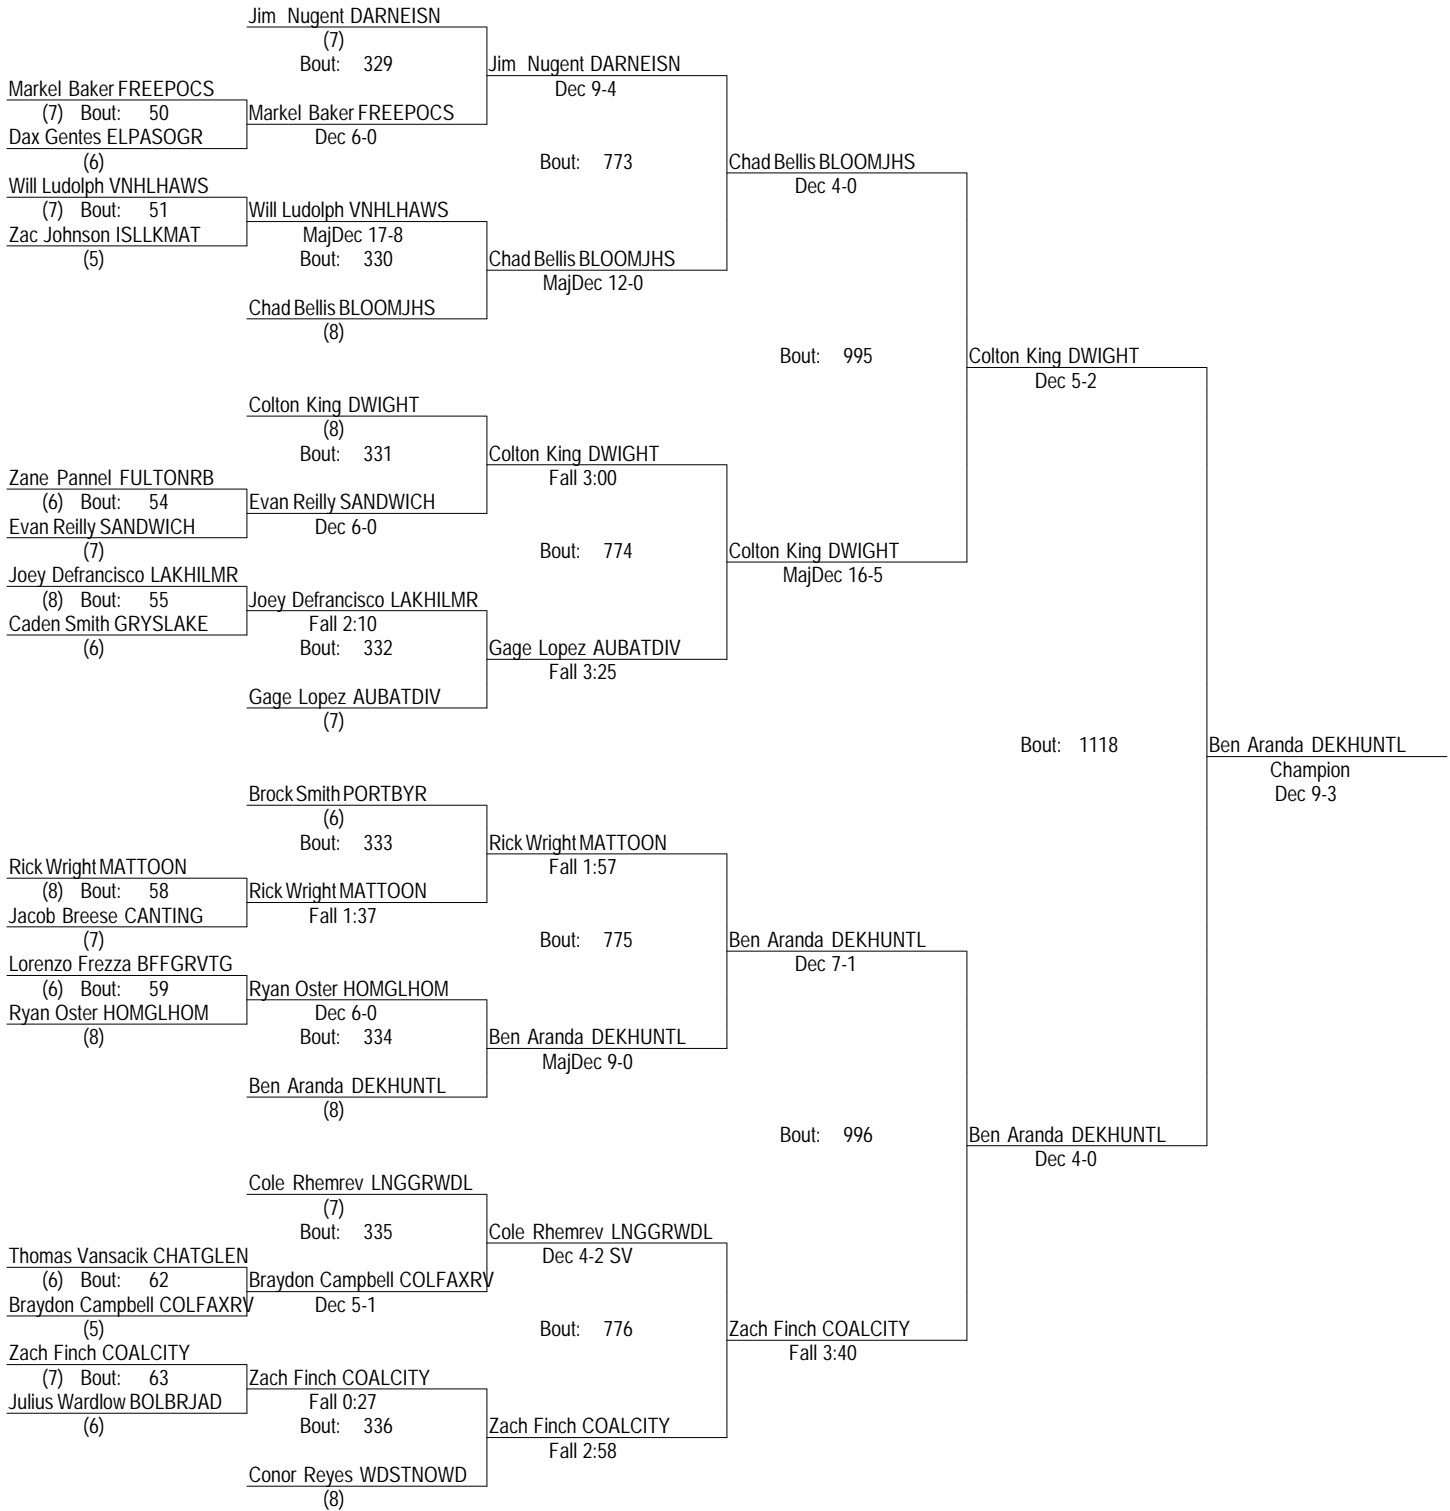 Jim Nugent DARNEISN
(7)
Bout: 329
Jim Nugent DARNEISN
Dec 9-4
Markel Baker FREEPOCS
(7) Bout: 50
Markel Baker FREEPOCS
Dec 6-0
Dax Gentes ELPASOGR
(6)
Bout: 773
Chad Bellis BLOOMJHS
Dec 4-0
Will Ludolph VNHLHAWS
(7) Bout: 51
Will Ludolph VNHLHAWS
MajDec 17-8
Zac Johnson ISLLKMAT
(5)
Bout: 330
Chad Bellis BLOOMJHS
MajDec 12-0
Chad Bellis BLOOMJHS
(8)
Bout: 995
Colton King DWIGHT
Dec 5-2
Colton King DWIGHT
(8)
Bout: 331
Colton King DWIGHT
Fall 3:00
Zane Pannel FULTONRB
(6) Bout: 54
Evan Reilly SANDWICH
Dec 6-0
Evan Reilly SANDWICH
(7)
Bout: 774
Colton King DWIGHT
MajDec 16-5
Joey Defrancisco LAKHILMR
(8) Bout: 55
Joey Defrancisco LAKHILMR
Fall 2:10
Caden Smith GRYSLAKE
(6)
Bout: 332
Gage Lopez AUBATDIV
Fall 3:25
Gage Lopez AUBATDIV
(7)
Bout: 1118
Ben Aranda DEKHUNTL
Champion
Dec 9-3
Brock Smith PORTBYR
(6)
Bout: 333
Rick Wright MATTOON
Fall 1:57
Rick Wright MATTOON
(8) Bout: 58
Rick Wright MATTOON
Fall 1:37
Jacob Breese CANTING
(7)
Bout: 775
Ben Aranda DEKHUNTL
Dec 7-1
Lorenzo Frezza BFFGRVTG
(6) Bout: 59
Ryan Oster HOMGLHOM
Dec 6-0
Ryan Oster HOMGLHOM
(8)
Bout: 334
Ben Aranda DEKHUNTL
MajDec 9-0
Ben Aranda DEKHUNTL
(8)
Bout: 996
Ben Aranda DEKHUNTL
Dec 4-0
Cole Rhemrev LNGGRWDL
(7)
Bout: 335
Cole Rhemrev LNGGRWDL
Dec 4-2 SV
Thomas Vansacik CHATGLEN
(6) Bout: 62
Braydon Campbell COLFAXRV
Dec 5-1
Braydon Campbell COLFAXRV
(5)
Bout: 776
Zach Finch COALCITY
Fall 3:40
Zach Finch COALCITY
(7) Bout: 63
Zach Finch COALCITY
Fall 0:27
Julius Wardlow BOLBRJAD
(6)
Bout: 336
Zach Finch COALCITY
Fall 2:58
Conor Reyes WDSTNOWD
(8)